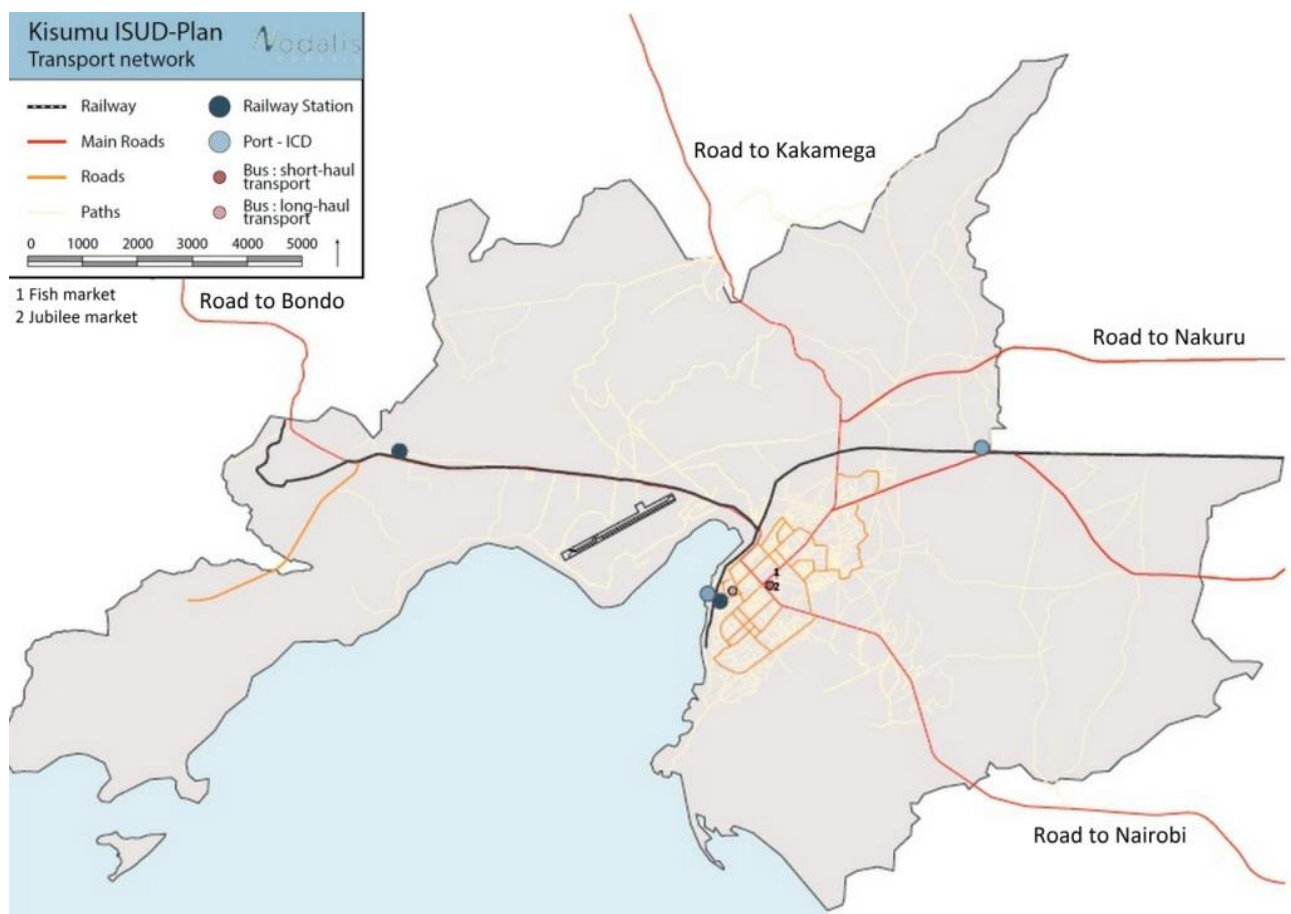 Kisumu ISUD-Plan
Transport network
Nodalis
Railway
Railway Station
Main Roads
Port - ICD
Roads
Bus : short-haul
transport
Paths
Bus : long-haul
transport
0 1000 2000 3000 4000 5000
1 Fish market
2 Jubilee market
Road to Bondo
Road to Kakamega
Road to Nakuru
1
2
Road to Nairobi